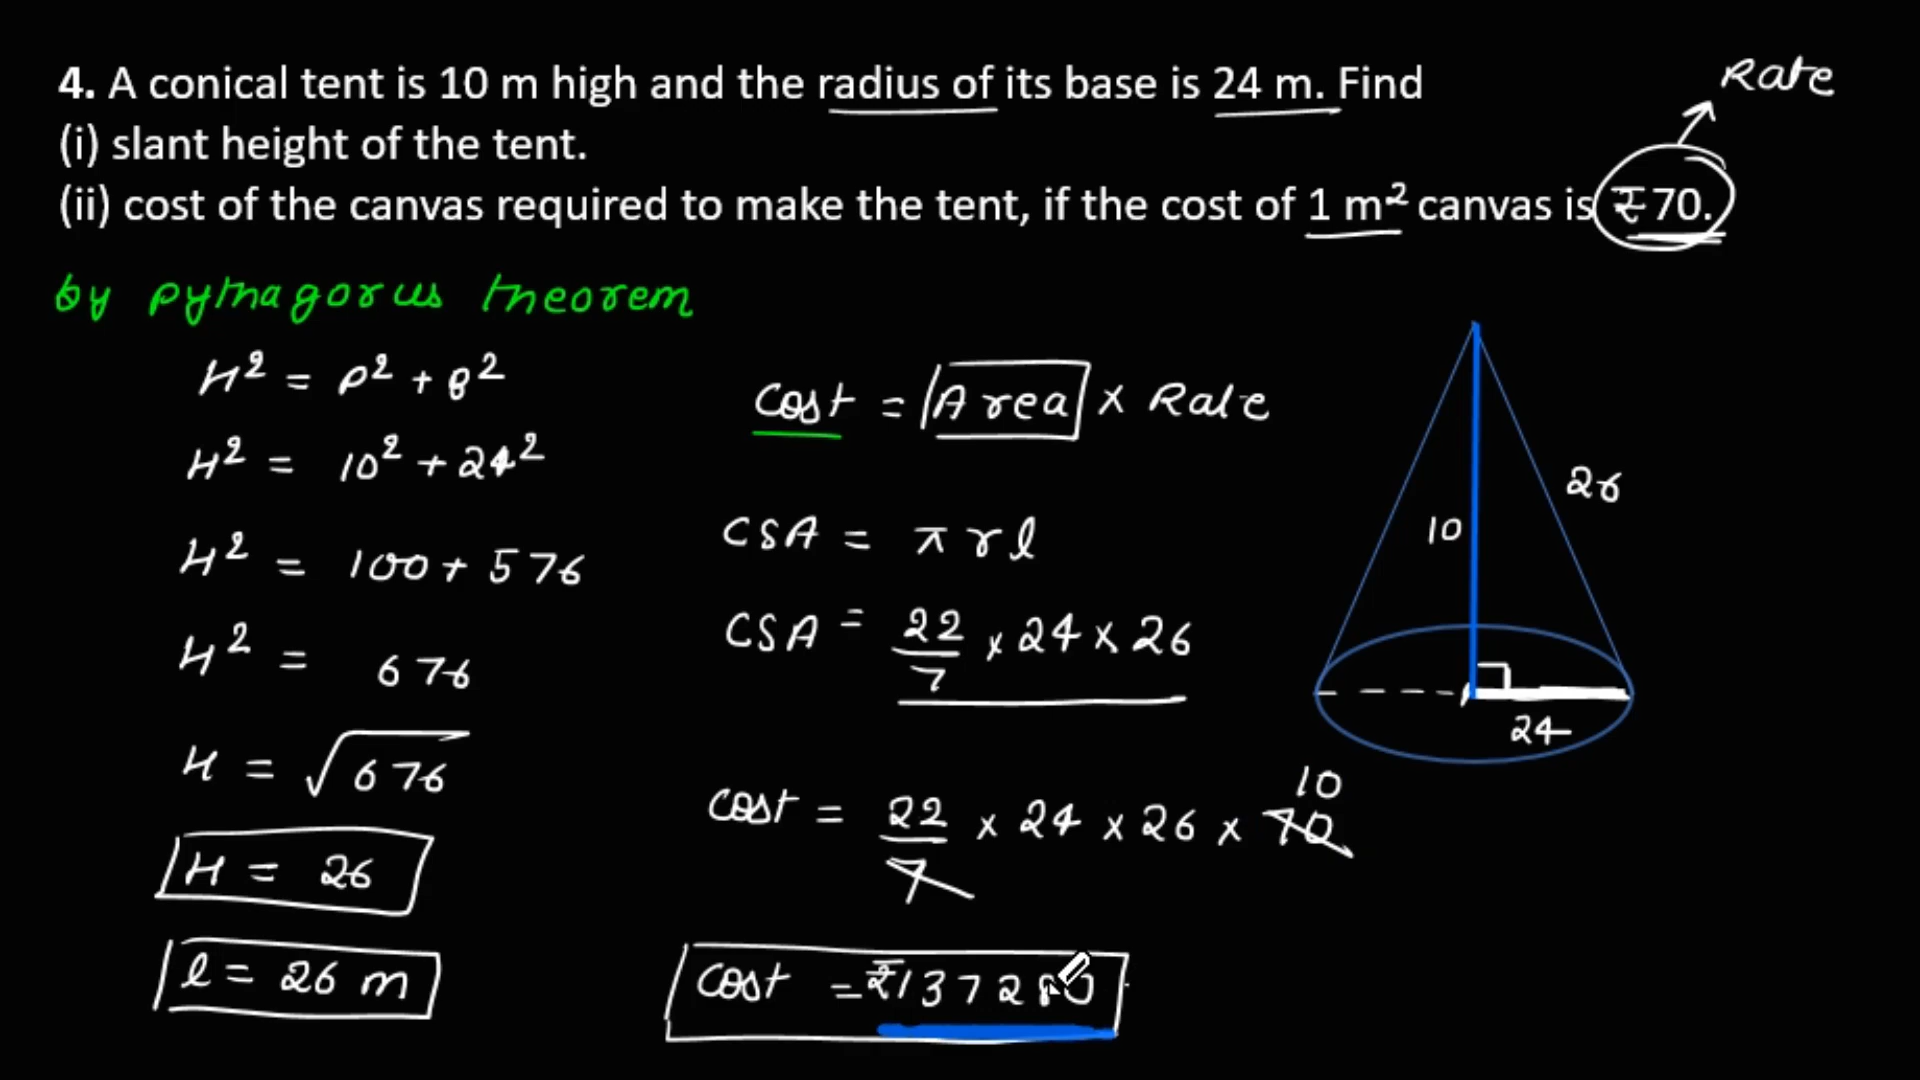 4. A conical tent is 10 m high and the radius of its base is 24 m. Find
Rate
(i) slant height of the tent.
(ii) cost of the canvas required to make the tent, if the cost of 1 m² canvas is ₹70.
by pythagorus theorem
H² = P² + B²
H² = 10² + 24²
H² = 100 + 576
H² = 676
H = √676
H = 26
l = 26 m
Cost = Area × Rate
CSA = π r l
CSA = 22/7 × 24 × 26
10
Cost = 22/7 × 24 × 26 × 70
Cost = ₹137280
10
26
24